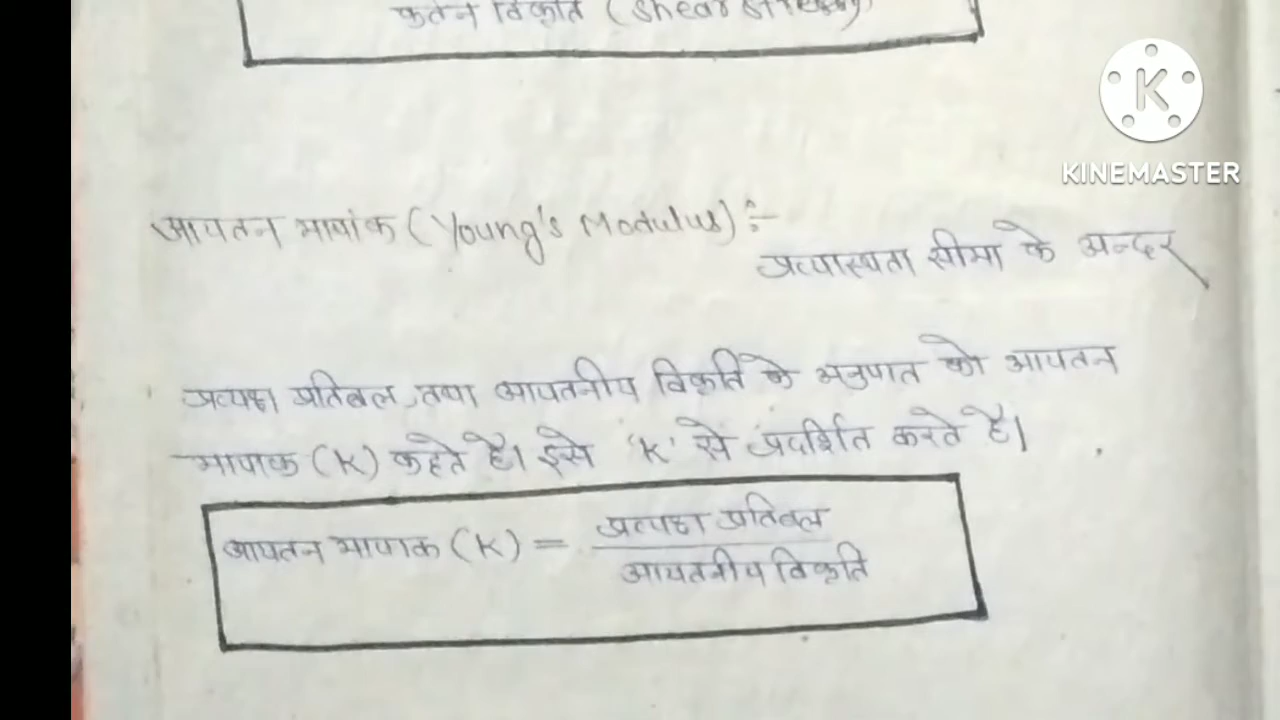 कर्तन विकृति (Shear
KINEMASTER
आयतन मापांक (Young's Modulus) :-
प्रत्यास्थता सीमा के अन्दर
प्रत्यक्ष प्रतिबल तथा आयतनीय विकृति के अनुपात को आयतन
मापांक (K) कहते है। इसे 'K' से प्रदर्शित करते है।
आयतन मापांक (K) = प्रत्यक्ष प्रतिबल
आयतनीय विकृति